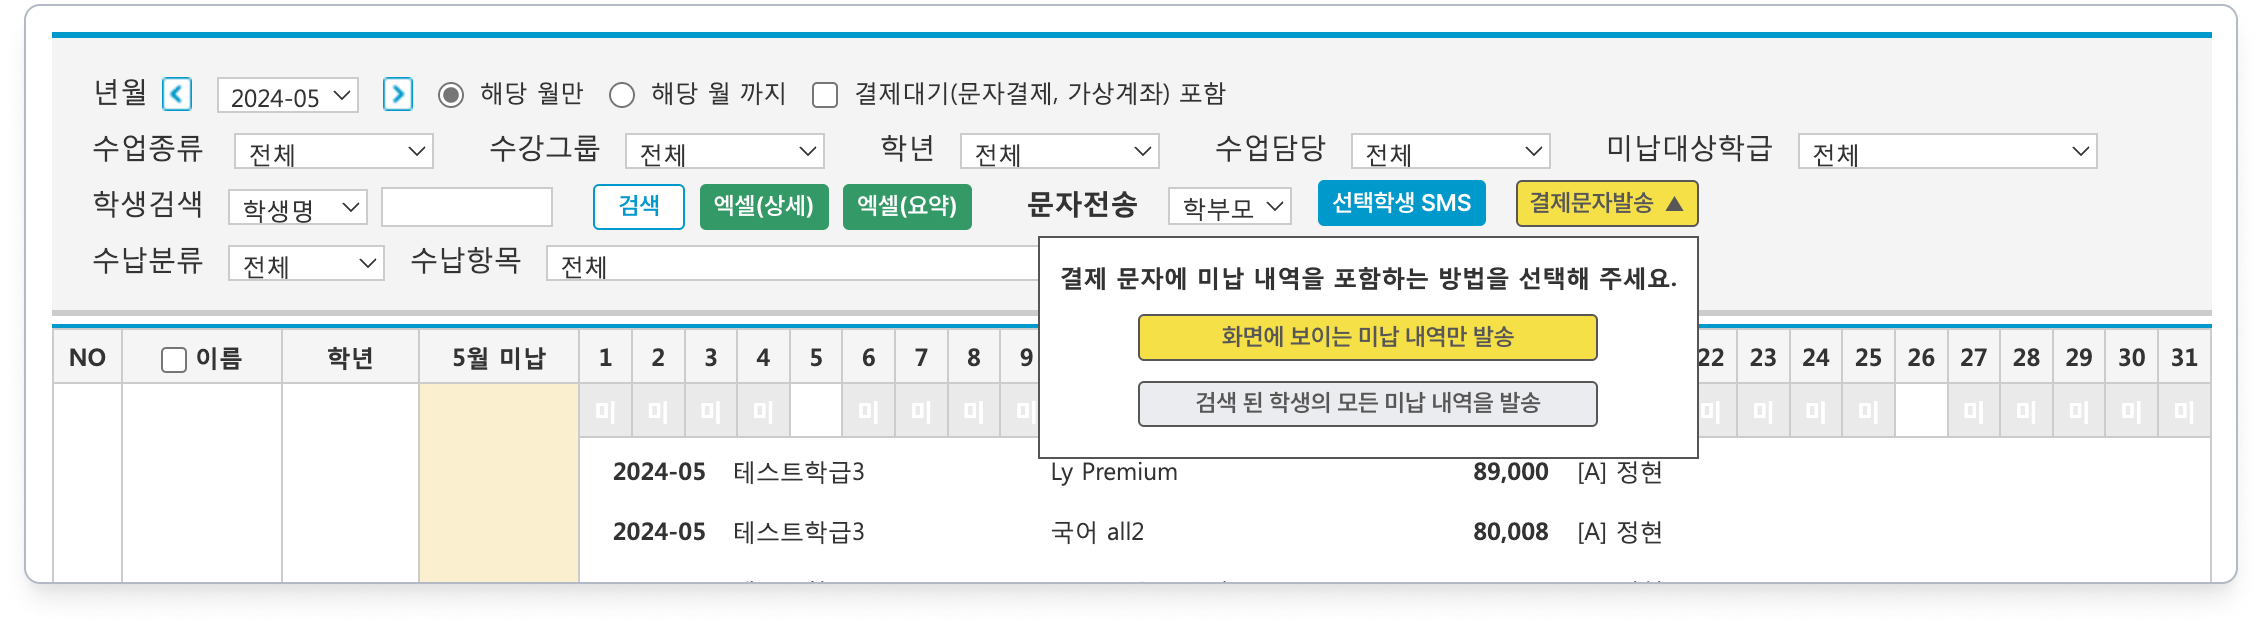 년월 2024-05 해당 월만 해당 월 까지 결제대기(문자결제, 가상계좌) 포함
수업종류 전체 수강그룹 전체 학년 전체 수업담당 전체 미납대상학급 전체
학생검색 학생명 검색 엑셀(상세) 엑셀(요약) 문자전송 학부모 선택학생 SMS 결제문자발송 ▲
수납분류 전체 수납항목 전체
결제 문자에 미납 내역을 포함하는 방법을 선택해 주세요.
화면에 보이는 미납 내역만 발송
검색 된 학생의 모든 미납 내역을 발송
NO 이름 학년 5월 미납 1 2 3 4 5 6 7 8 9 22 23 24 25 26 27 28 29 30 31
미 미 미 미 미 미 미 미 미 미 미 미 미 미 미 미 미
2024-05 테스트학급3 Ly Premium 89,000 [A] 정현
2024-05 테스트학급3 국어 all2 80,008 [A] 정현